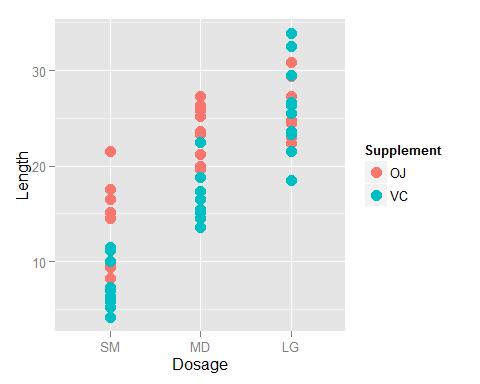 Length
30
20
10
SM MD LG
Dosage
Supplement
OJ
VC